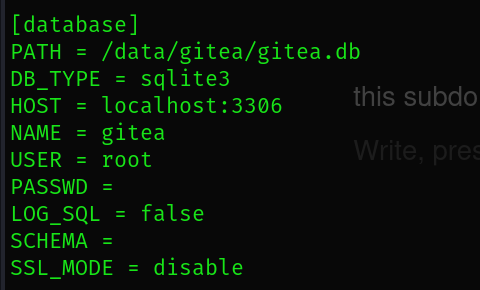 [database]
PATH = /data/gitea/gitea.db
DB_TYPE = sqlite3
HOST = localhost:3306
NAME = gitea
USER = root
PASSWD =
LOG_SQL = false
SCHEMA =
SSL_MODE = disable
this subdo
Write, pres